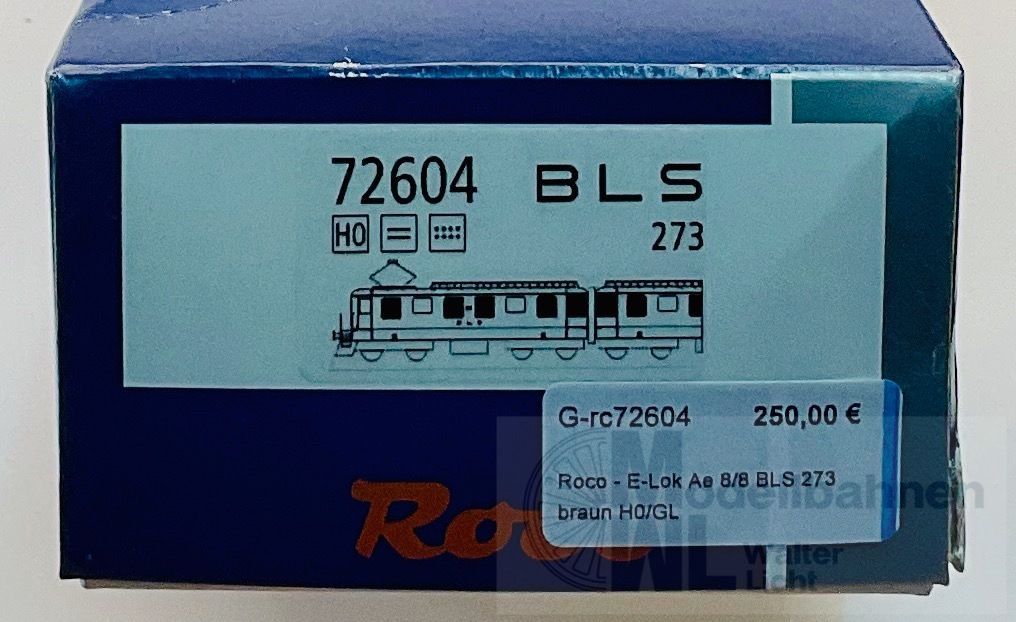 72604 BLS
H0 273
BLS
G-rc72604 250,00 €
Roco - E-Lok Ae 8/8 BLS 273
braun H0/GL
Roco
Modellbahnen
Walter
Licht